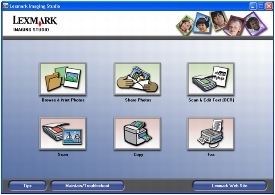 Lexmark Imaging Studio
LEXMARK
IMAGING STUDIO
Browse & Print Photos
Share Photos
Scan & Edit Text (OCR)
Scan
Copy
Fax
Tips
Maintain/Troubleshoot
Lexmark Web Site